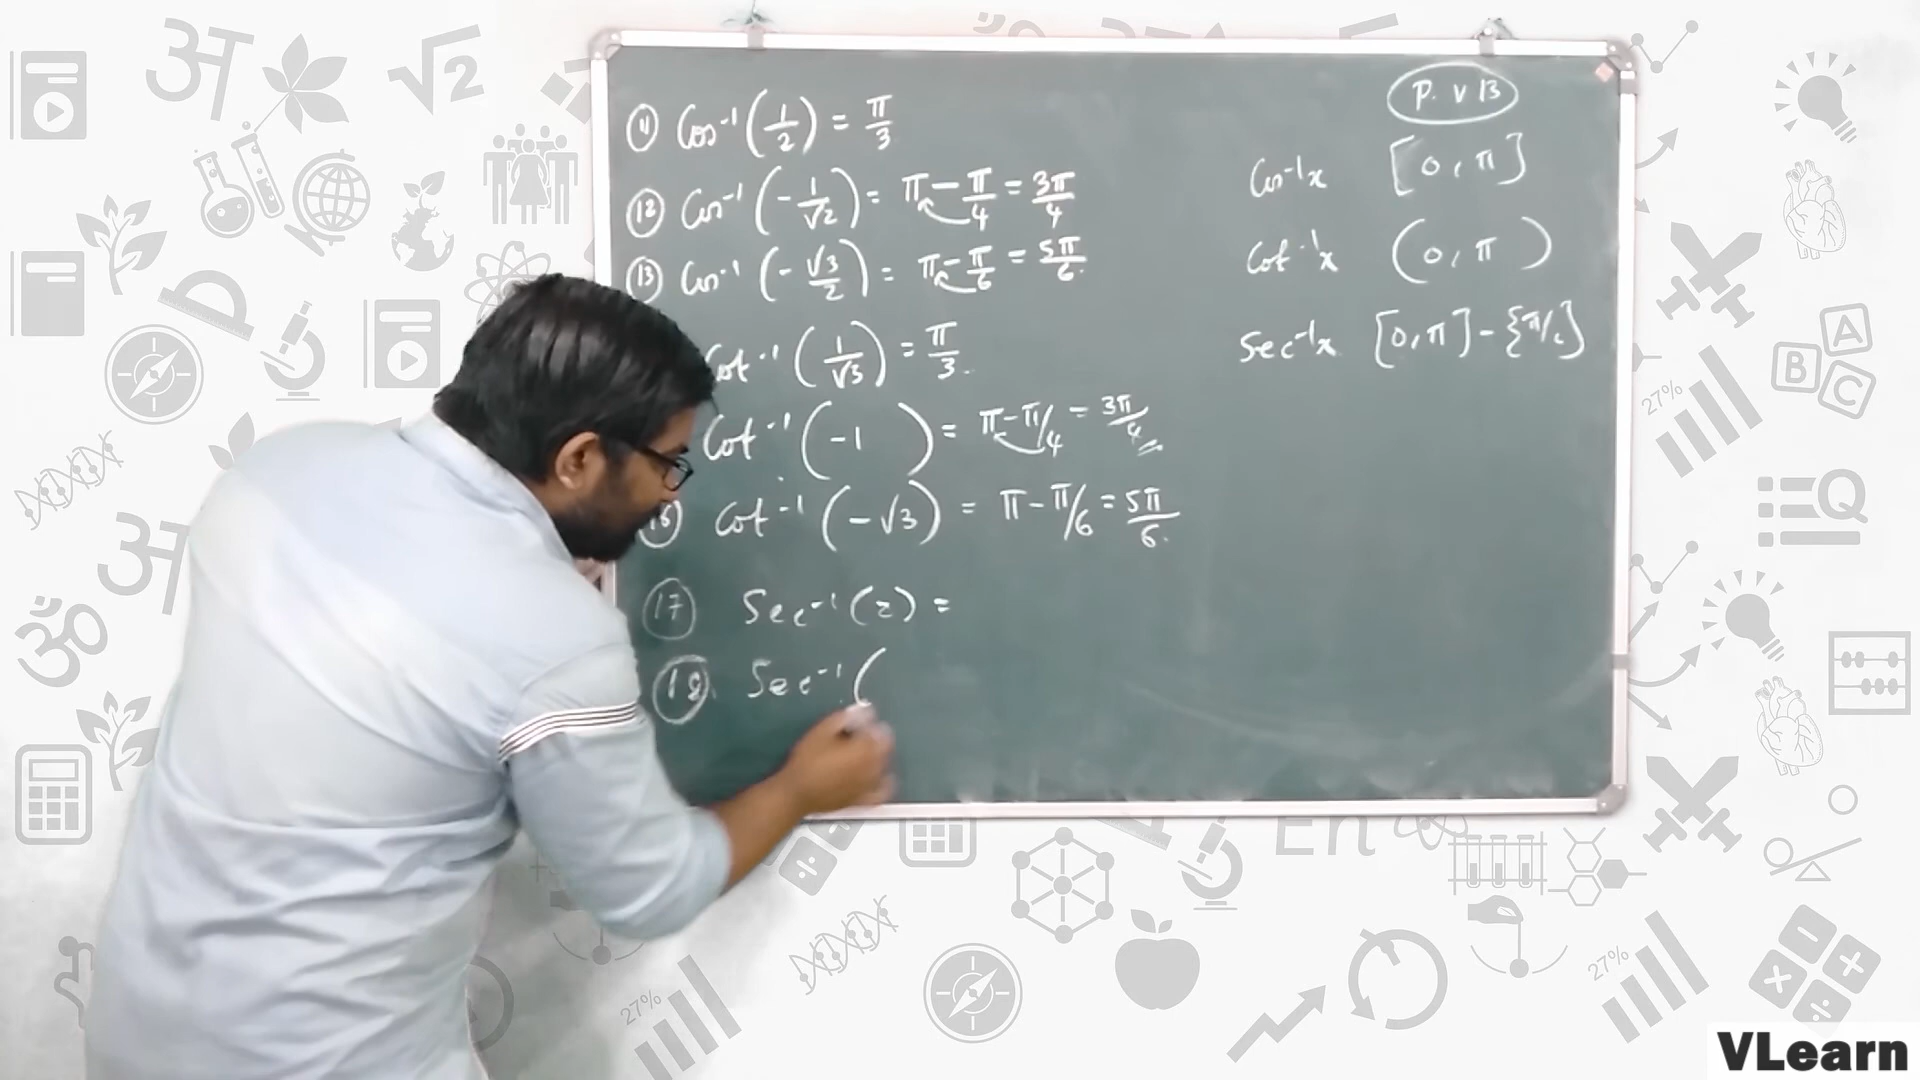 P. V B
⑪ Cos⁻¹(1/2) = π/3
⑫ Cos⁻¹(-1/√2) = π - π/4 = 3π/4
⑬ Cos⁻¹(-√3/2) = π - π/6 = 5π/6.
Cot⁻¹(1/√3) = π/3.
Cot⁻¹(-1) = π - π/4 = 3π/4
⑯ Cot⁻¹(-√3) = π - π/6 = 5π/6.
⑰ Sec⁻¹(2) =
⑱. Sec⁻¹(
Cos⁻¹x [0, π]
Cot⁻¹x (0, π)
Sec⁻¹x [0, π] - {π/2}
अ
√2
27%
A
B
C
IQ
27%
अ
ॐ
En
27%
27%
VLearn